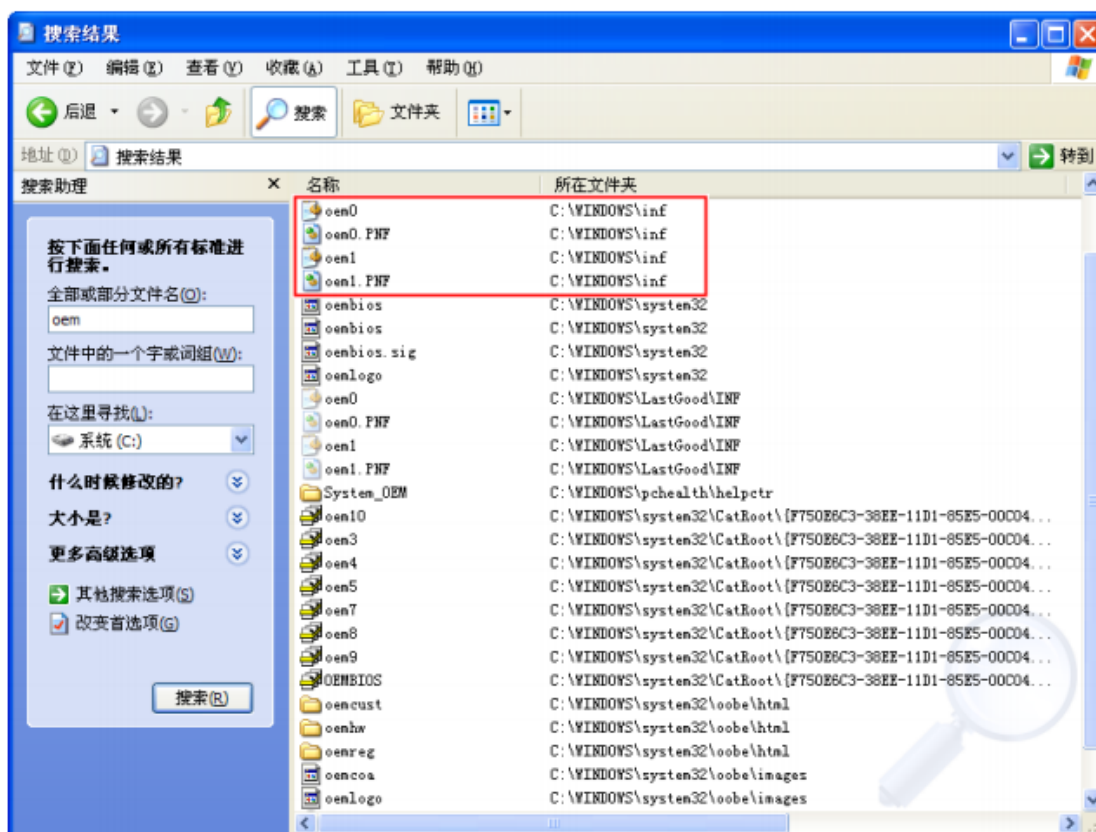 搜索结果
文件(F) 编辑(E) 查看(V) 收藏(A) 工具(T) 帮助(H)
后退 搜索 文件夹
地址(D) 搜索结果 转到
搜索助理
按下面任何或所有标准进
行搜索。
全部或部分文件名(O):
oem
文件中的一个字或词组(W):
在这里寻找(L):
系统 (C:)
什么时候修改的?
大小是?
更多高级选项
其他搜索选项(S)
改变首选项(G)
搜索(R)
名称 所在文件夹
oem0 C:\WINDOWS\inf
oem0.PNF C:\WINDOWS\inf
oem1 C:\WINDOWS\inf
oem1.PNF C:\WINDOWS\inf
oembios C:\WINDOWS\system32
oembios C:\WINDOWS\system32
oembios.sig C:\WINDOWS\system32
oemlogo C:\WINDOWS\system32
oem0 C:\WINDOWS\LastGood\INF
oem0.PNF C:\WINDOWS\LastGood\INF
oem1 C:\WINDOWS\LastGood\INF
oem1.PNF C:\WINDOWS\LastGood\INF
System_OEM C:\WINDOWS\pchealth\helpctr
oem10 C:\WINDOWS\system32\CatRoot\{F750E6C3-38EE-11D1-85E5-00C04...
oem3 C:\WINDOWS\system32\CatRoot\{F750E6C3-38EE-11D1-85E5-00C04...
oem4 C:\WINDOWS\system32\CatRoot\{F750E6C3-38EE-11D1-85E5-00C04...
oem5 C:\WINDOWS\system32\CatRoot\{F750E6C3-38EE-11D1-85E5-00C04...
oem7 C:\WINDOWS\system32\CatRoot\{F750E6C3-38EE-11D1-85E5-00C04...
oem8 C:\WINDOWS\system32\CatRoot\{F750E6C3-38EE-11D1-85E5-00C04...
oem9 C:\WINDOWS\system32\CatRoot\{F750E6C3-38EE-11D1-85E5-00C04...
OEMBIOS C:\WINDOWS\system32\CatRoot\{F750E6C3-38EE-11D1-85E5-00C04...
oemcust C:\WINDOWS\system32\oobe\html
oemhw C:\WINDOWS\system32\oobe\html
oemreg C:\WINDOWS\system32\oobe\html
oemcoa C:\WINDOWS\system32\oobe\images
oemlogo C:\WINDOWS\system32\oobe\images